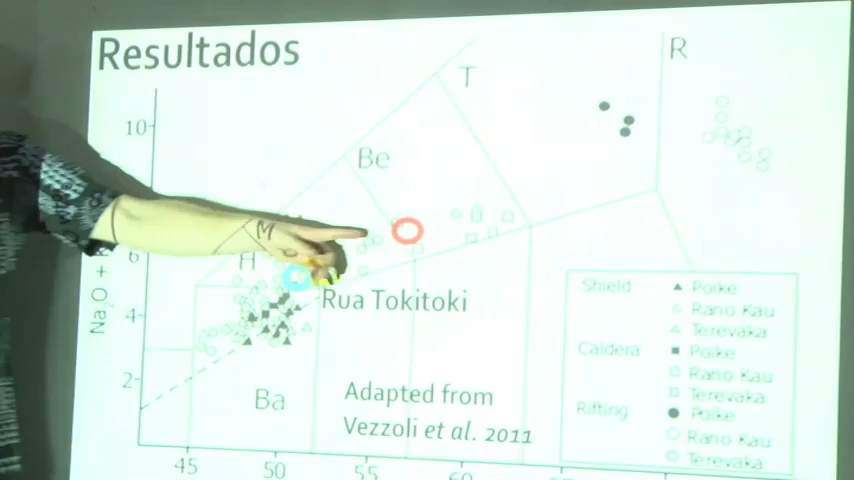 Resultados
R
T
10
Be
M
6
H
Na₂O + K
Rua Tokitoki
4
2
Ba
Adapted from
Vezzoli et al. 2011
45
50
55
60
Shield
▲ Poike
Rano Kau
Terevaka
Caldera
■ Poike
Rano Kau
Terevaka
Rifting
● Poike
Rano Kau
Terevaka